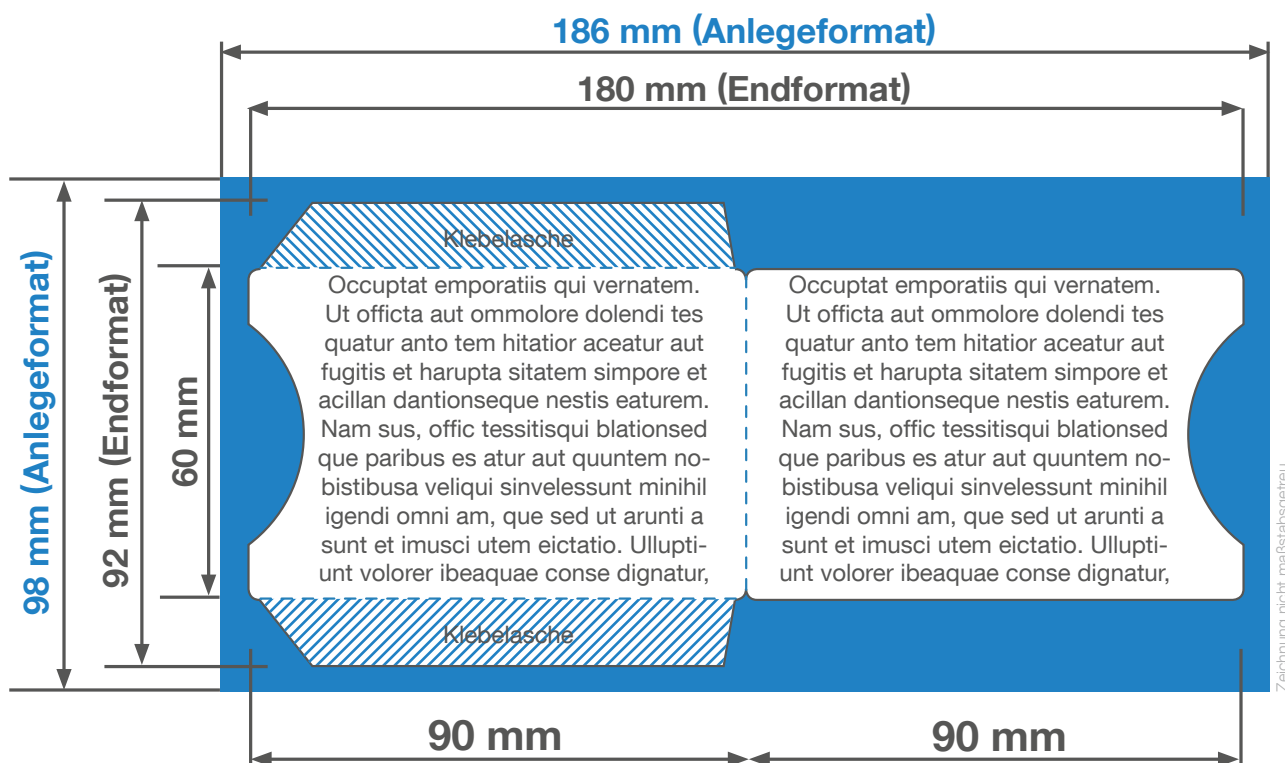 186 mm (Anlegeformat)
180 mm (Endformat)
98 mm (Anlegeformat)
92 mm (Endformat)
60 mm
Klebelasche
Occuptat emporatiis qui vernatem.
Ut officta aut ommolore dolendi tes
quatur anto tem hitatior aceatur aut
fugitis et harupta sitatem simpore et
acillan dantionseque nestis eaturem.
Nam sus, offic tessitisqui blationsed
que paribus es atur aut quuntem no-
bistibusa veliqui sinvelessunt minihil
igendi omni am, que sed ut arunti a
sunt et imusci utem eictatio. Ullupti-
unt volorer ibeaquae conse dignatur,
Klebelasche
Occuptat emporatiis qui vernatem.
Ut officta aut ommolore dolendi tes
quatur anto tem hitatior aceatur aut
fugitis et harupta sitatem simpore et
acillan dantionseque nestis eaturem.
Nam sus, offic tessitisqui blationsed
que paribus es atur aut quuntem no-
bistibusa veliqui sinvelessunt minihil
igendi omni am, que sed ut arunti a
sunt et imusci utem eictatio. Ullupti-
unt volorer ibeaquae conse dignatur,
Zeichnung nicht maßstabsgetreu
90 mm
90 mm